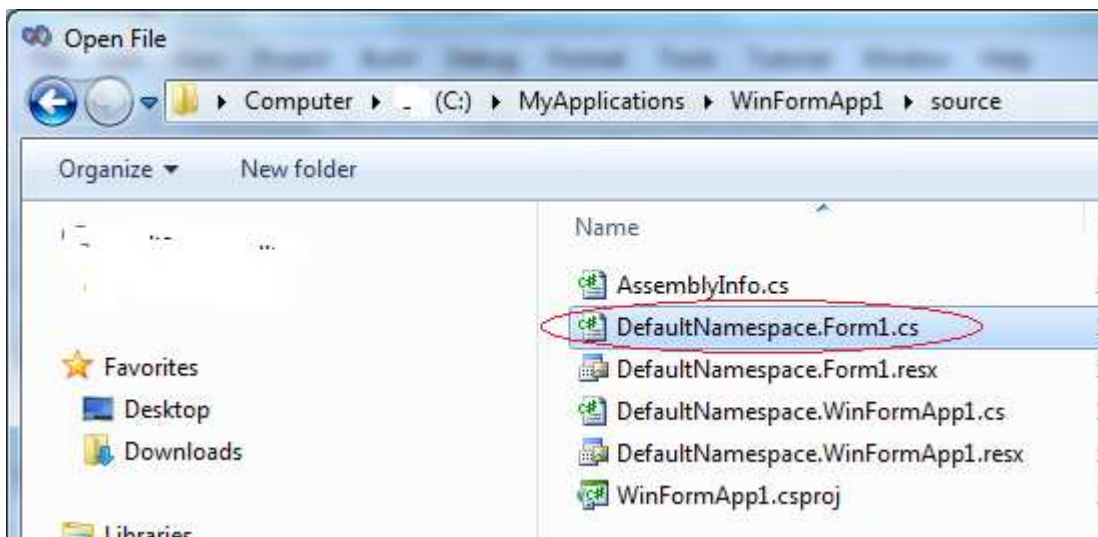 Open File
Computer (C:) MyApplications WinFormApp1 source
Organize New folder
Name
AssemblyInfo.cs
DefaultNamespace.Form1.cs
Favorites
DefaultNamespace.Form1.resx
Desktop
DefaultNamespace.WinFormApp1.cs
Downloads
DefaultNamespace.WinFormApp1.resx
WinFormApp1.csproj
Libraries